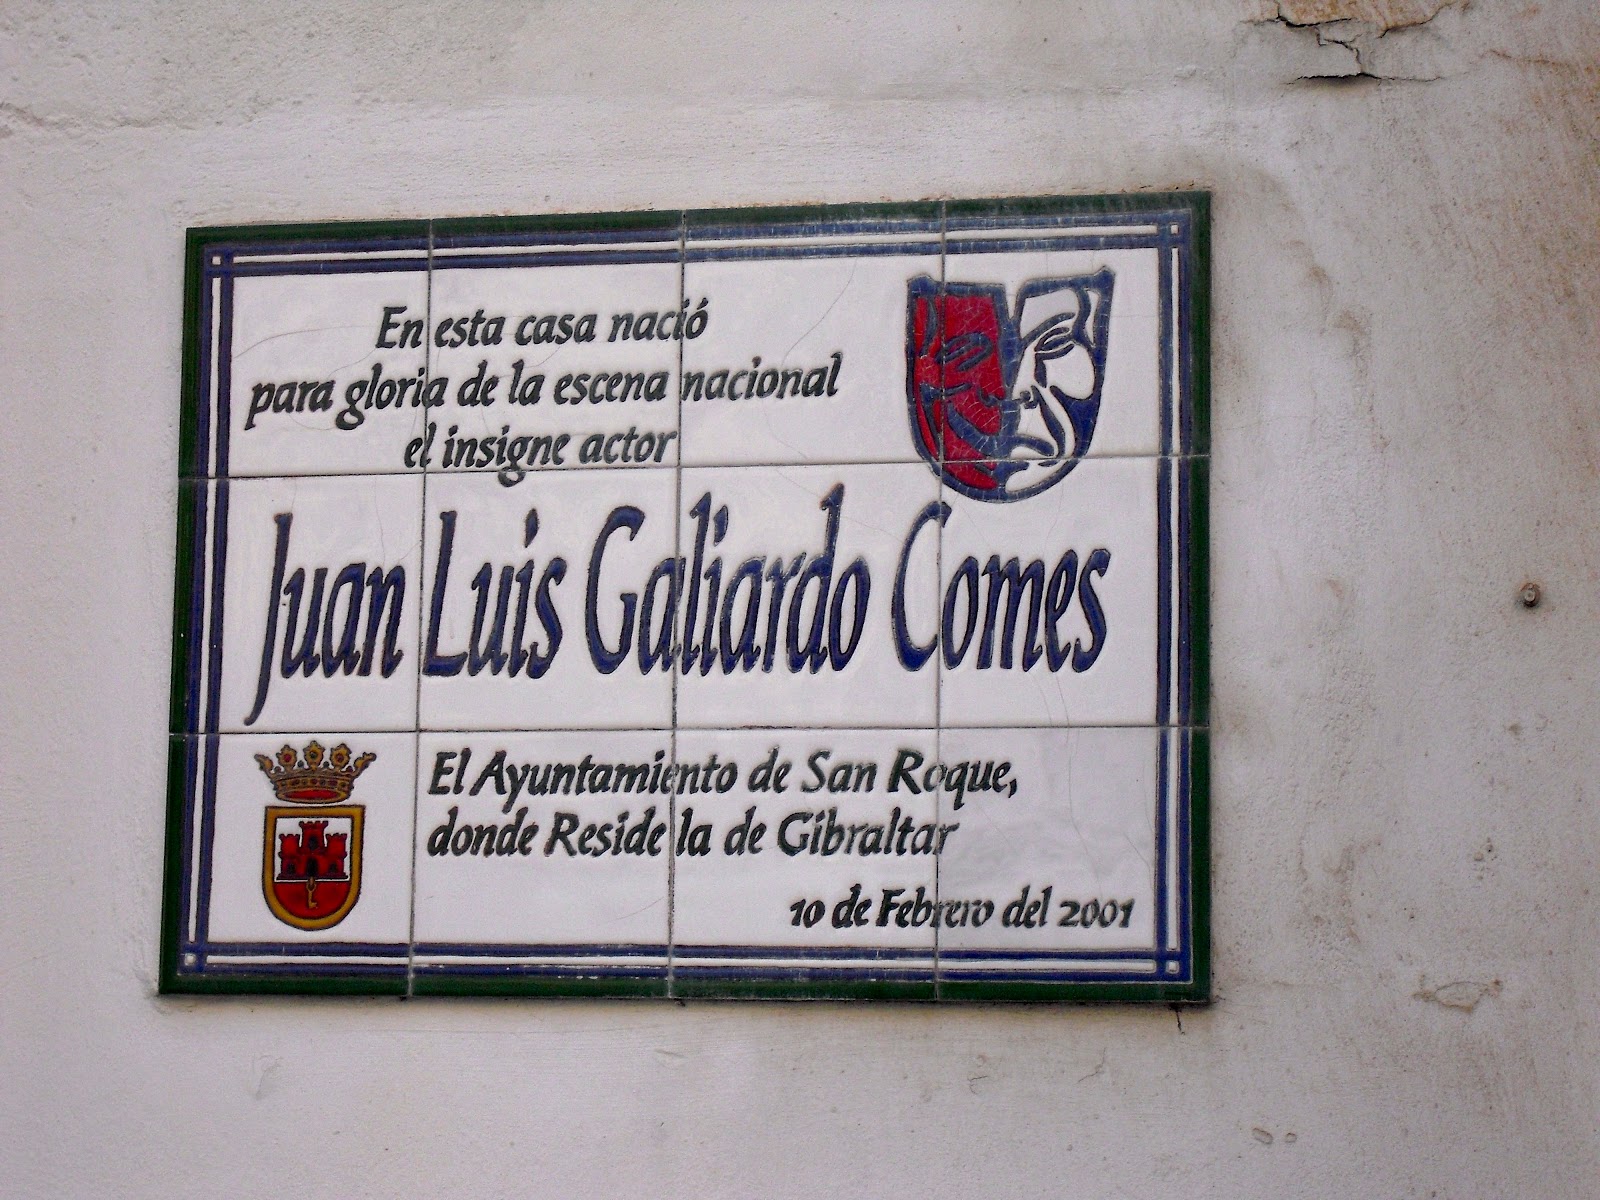 En esta casa nació
para gloria de la escena nacional
el insigne actor
Juan Luis Galiardo Comes
El Ayuntamiento de San Roque,
donde Reside la de Gibraltar
10 de Febrero del 2001